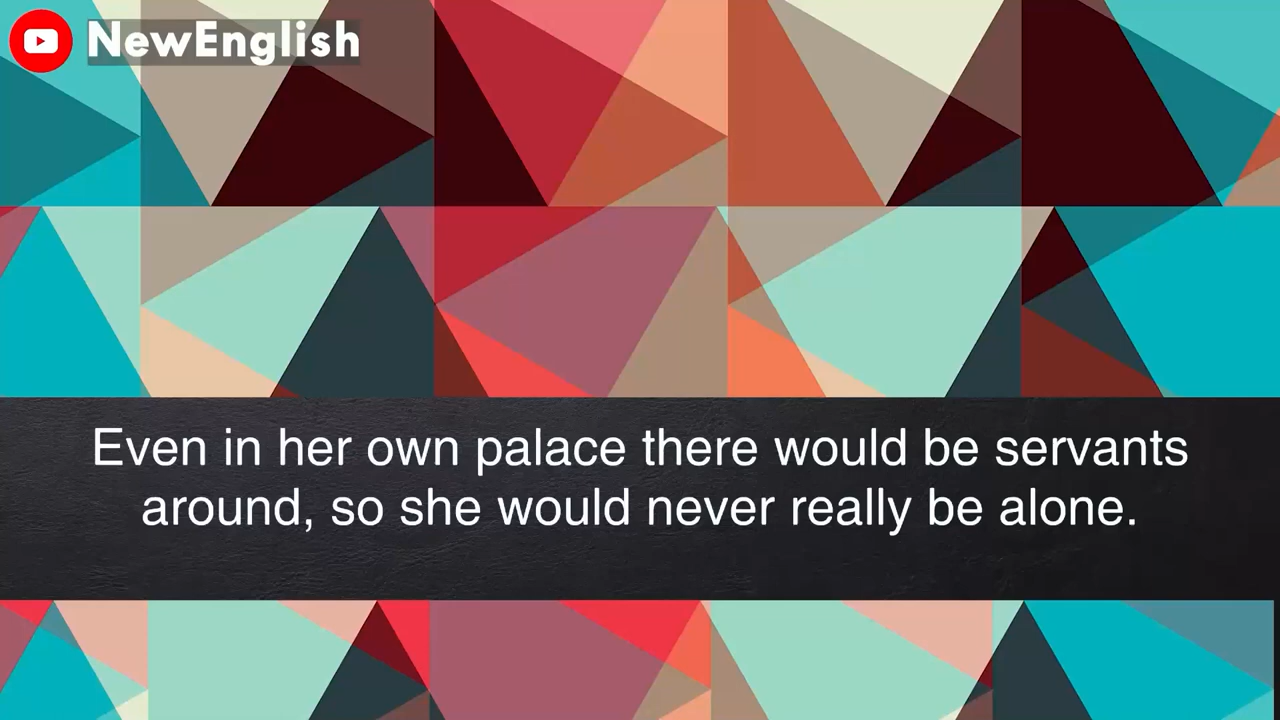 NewEnglish
Even in her own palace there would be servants
around, so she would never really be alone.